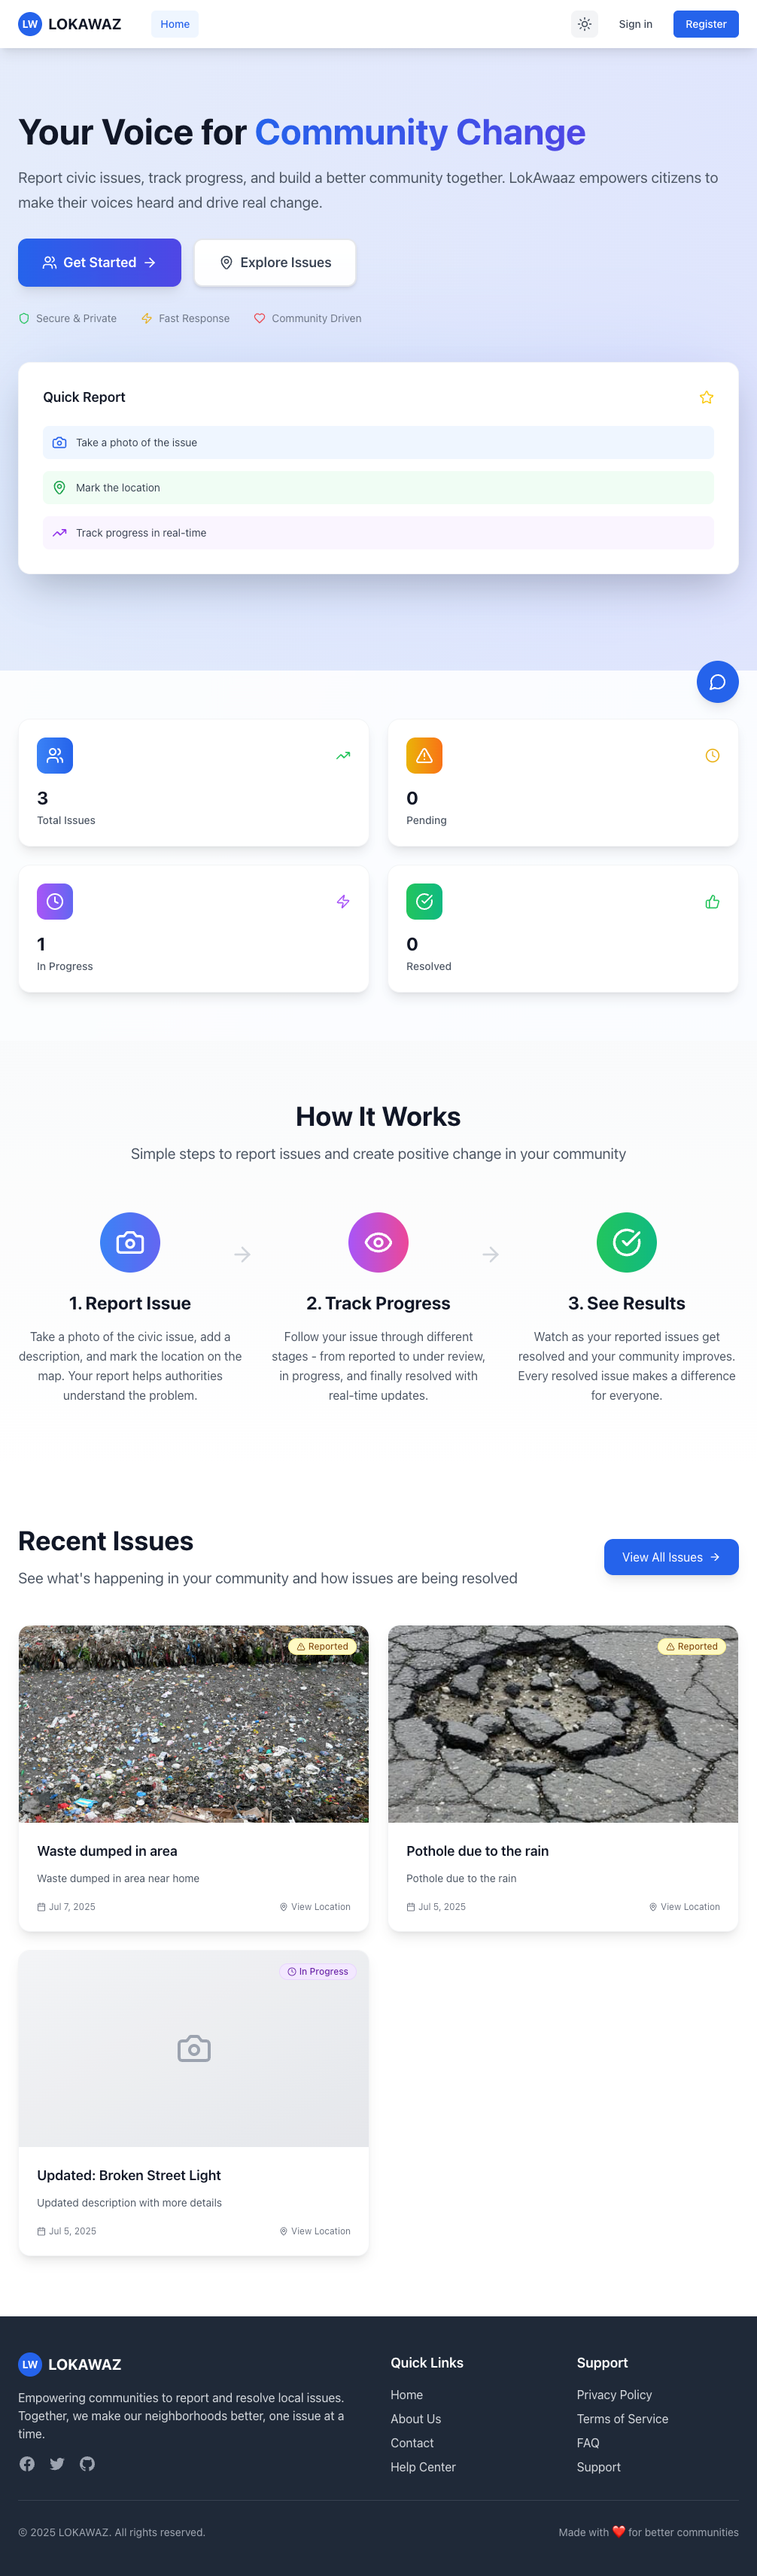 LW LOKAWAZ Home Sign in Register
Your Voice for Community Change
Report civic issues, track progress, and build a better community together. LokAwaaz empowers citizens to
make their voices heard and drive real change.
Get Started Explore Issues
Secure & Private Fast Response Community Driven
Quick Report
Take a photo of the issue
Mark the location
Track progress in real-time
3
Total Issues
0
Pending
1
In Progress
0
Resolved
How It Works
Simple steps to report issues and create positive change in your community
1. Report Issue
Take a photo of the civic issue, add a
description, and mark the location on the
map. Your report helps authorities
understand the problem.
2. Track Progress
Follow your issue through different
stages - from reported to under review,
in progress, and finally resolved with
real-time updates.
3. See Results
Watch as your reported issues get
resolved and your community improves.
Every resolved issue makes a difference
for everyone.
Recent Issues
See what's happening in your community and how issues are being resolved
View All Issues
Reported
Waste dumped in area
Waste dumped in area near home
Jul 7, 2025 View Location
Reported
Pothole due to the rain
Pothole due to the rain
Jul 5, 2025 View Location
In Progress
Updated: Broken Street Light
Updated description with more details
Jul 5, 2025 View Location
LW LOKAWAZ
Empowering communities to report and resolve local issues.
Together, we make our neighborhoods better, one issue at a
time.
Quick Links
Home
About Us
Contact
Help Center
Support
Privacy Policy
Terms of Service
FAQ
Support
© 2025 LOKAWAZ. All rights reserved.
Made with ❤️ for better communities